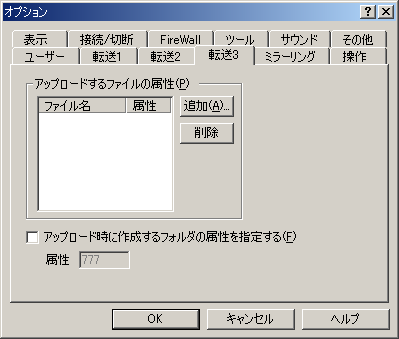 オプション
表示 接続/切断 FireWall ツール サウンド その他
ユーザー 転送1 転送2 転送3 ミラーリング 操作
アップロードするファイルの属性(P)
ファイル名 属性 追加(A)...
削除
アップロード時に作成するフォルダの属性を指定する(F)
属性 777
OK キャンセル ヘルプ